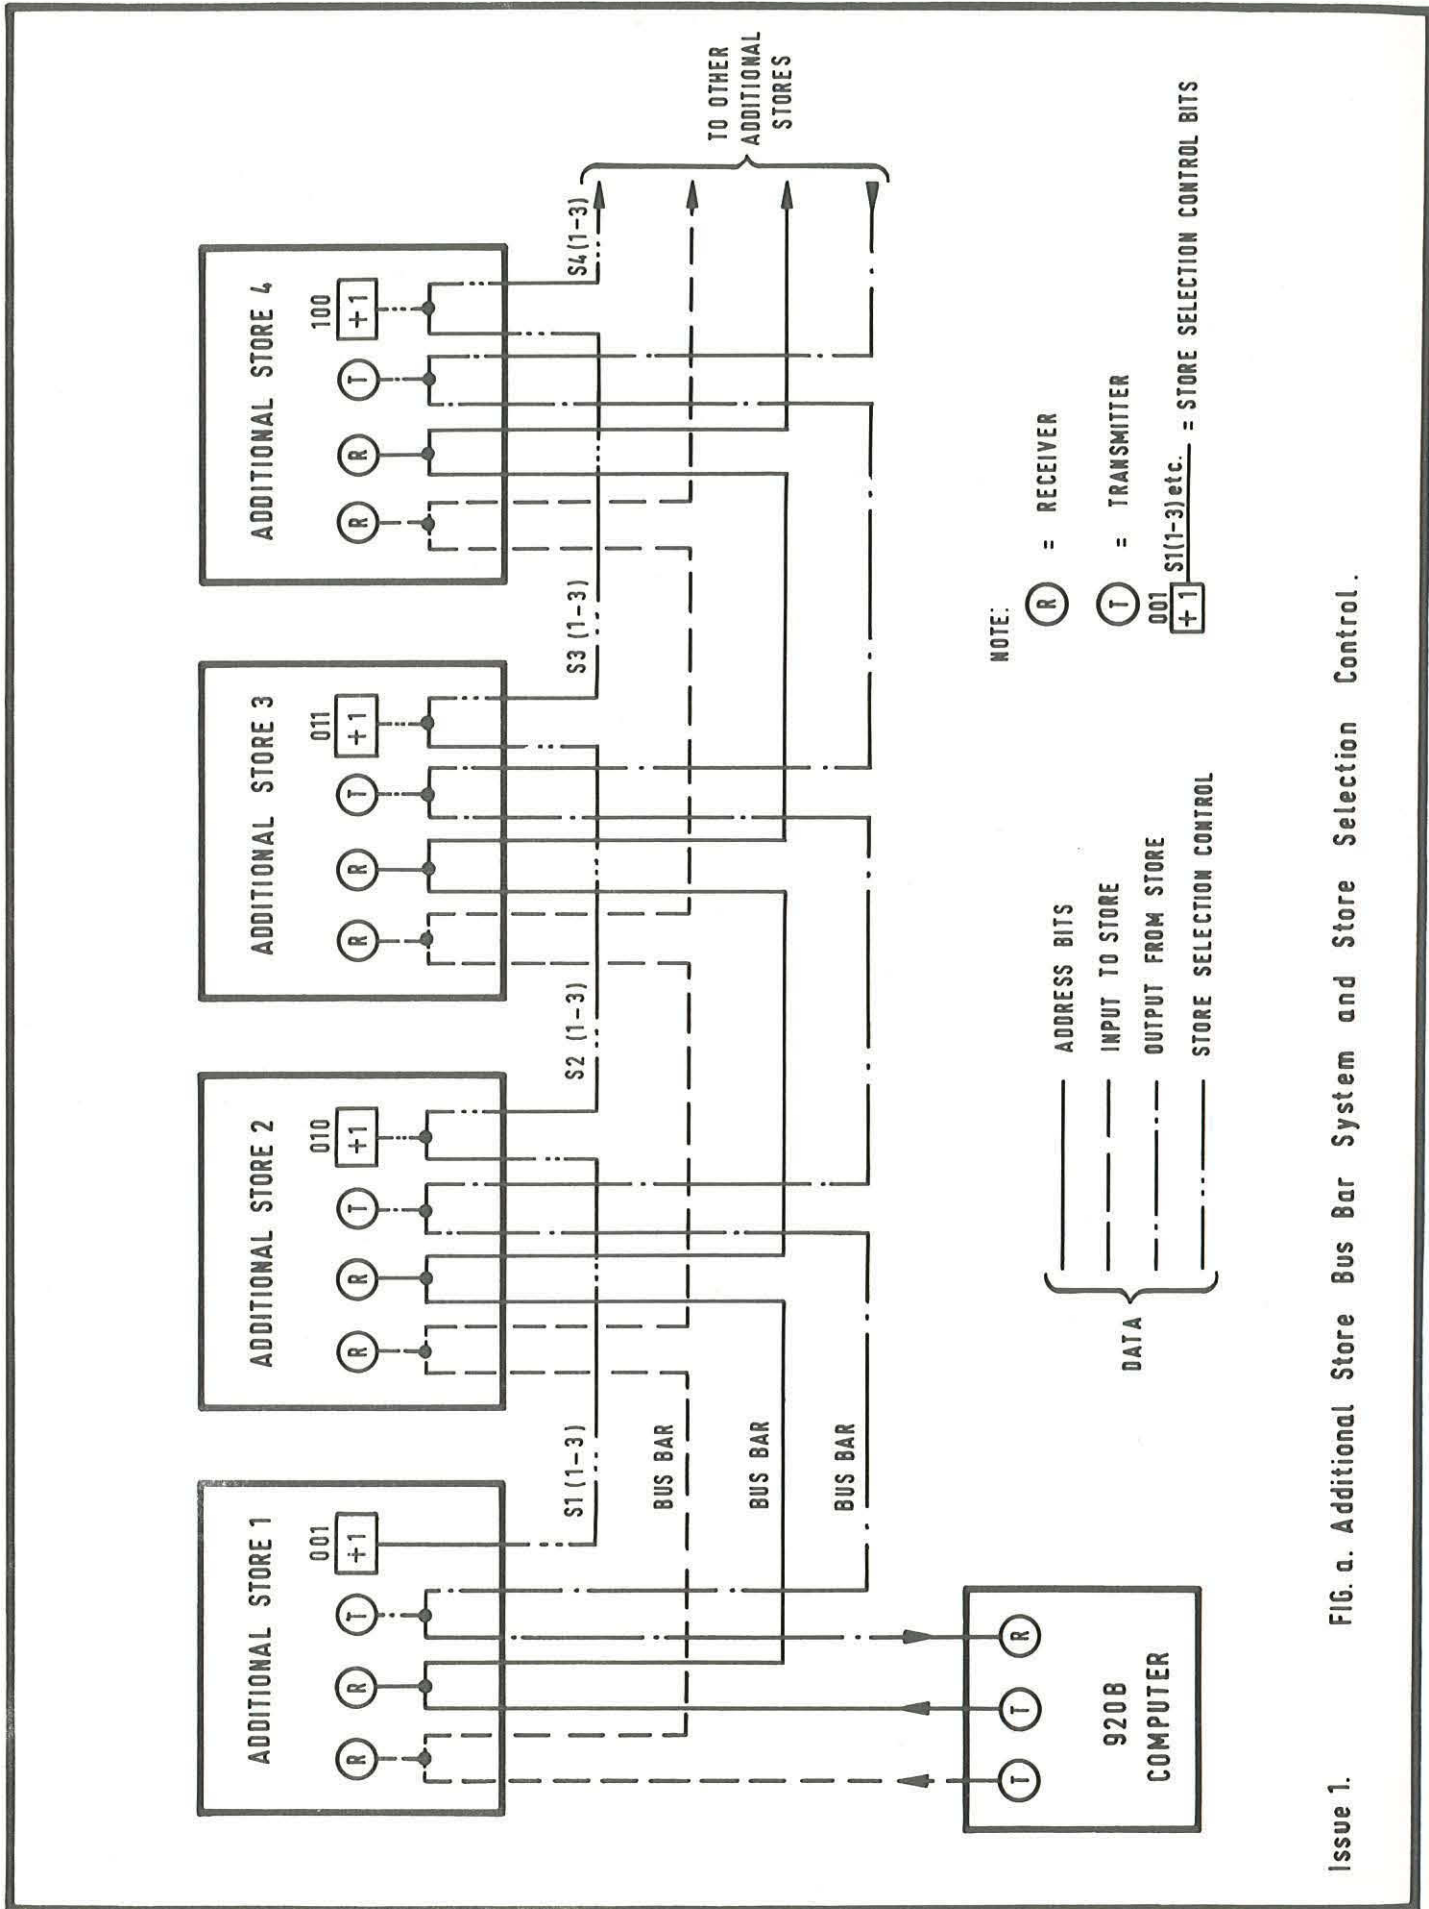 ADDITIONAL STORE 1
R
R
T
001
+1
ADDITIONAL STORE 2
R
R
T
010
+1
ADDITIONAL STORE 3
R
R
T
011
+1
ADDITIONAL STORE 4
R
R
T
100
+1
S1 (1-3)
S2 (1-3)
S3 (1-3)
S4 (1-3)
BUS BAR
BUS BAR
BUS BAR
TO OTHER
ADDITIONAL
STORES
T
T
R
920B
COMPUTER
DATA
ADDRESS BITS
INPUT TO STORE
OUTPUT FROM STORE
STORE SELECTION CONTROL
NOTE:
R = RECEIVER
T = TRANSMITTER
001
+1 S1(1-3)etc. = STORE SELECTION CONTROL BITS
Issue 1.
FIG. a. Additional Store Bus Bar System and Store Selection Control.